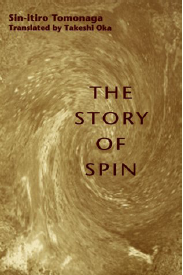 Sin-itiro Tomonaga
Translated by Takeshi Oka
THE
STORY
OF
SPIN